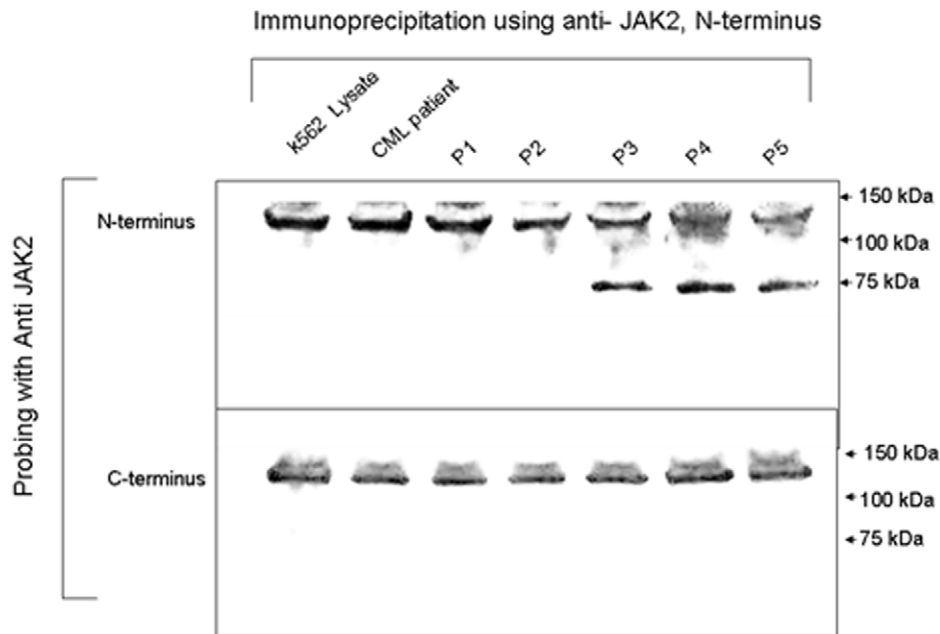 Immunoprecipitation using anti- JAK2, N-terminus
k562 Lysate
CML patient
P1
P2
P3
P4
P5
Probing with Anti JAK2
N-terminus
150 kDa
100 kDa
75 kDa
C-terminus
150 kDa
100 kDa
75 kDa